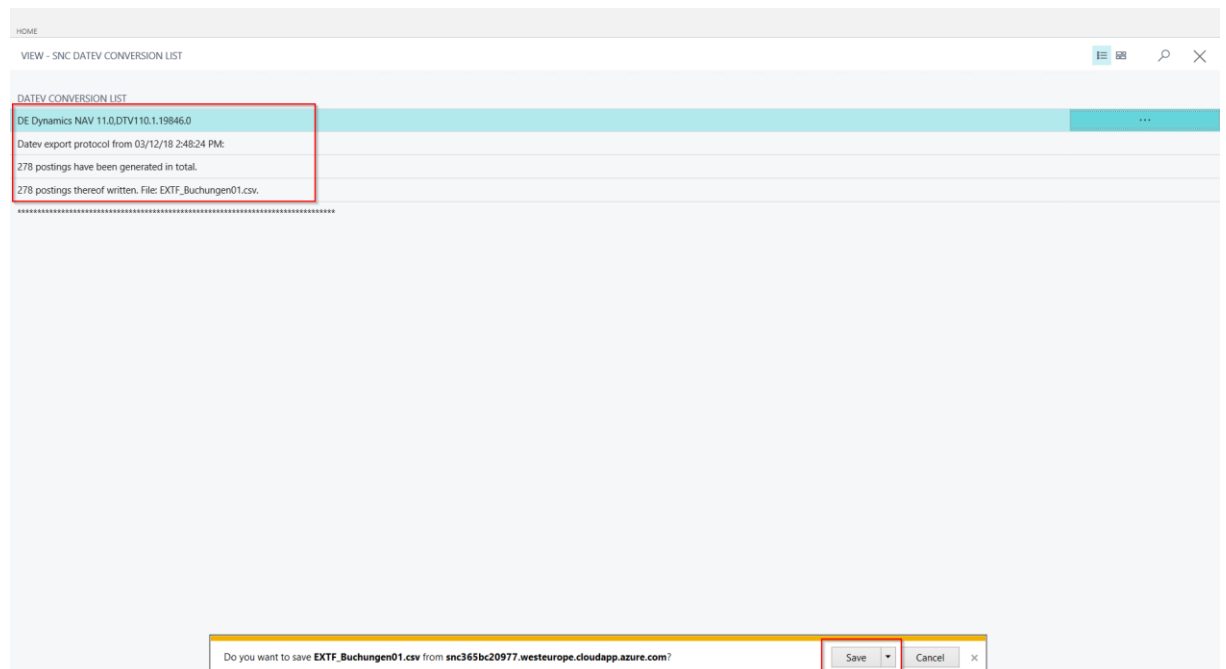 HOME
VIEW - SNC DATEV CONVERSION LIST
DATEV CONVERSION LIST
DE Dynamics NAV 11.0,DTV110.1.19846.0
...
Datev export protocol from 03/12/18 2:48:24 PM:
278 postings have been generated in total.
278 postings thereof written. File: EXTF_Buchungen01.csv.
********************************************************************************
Do you want to save EXTF_Buchungen01.csv from snc365bc20977.westeurope.cloudapp.azure.com?
Save Cancel